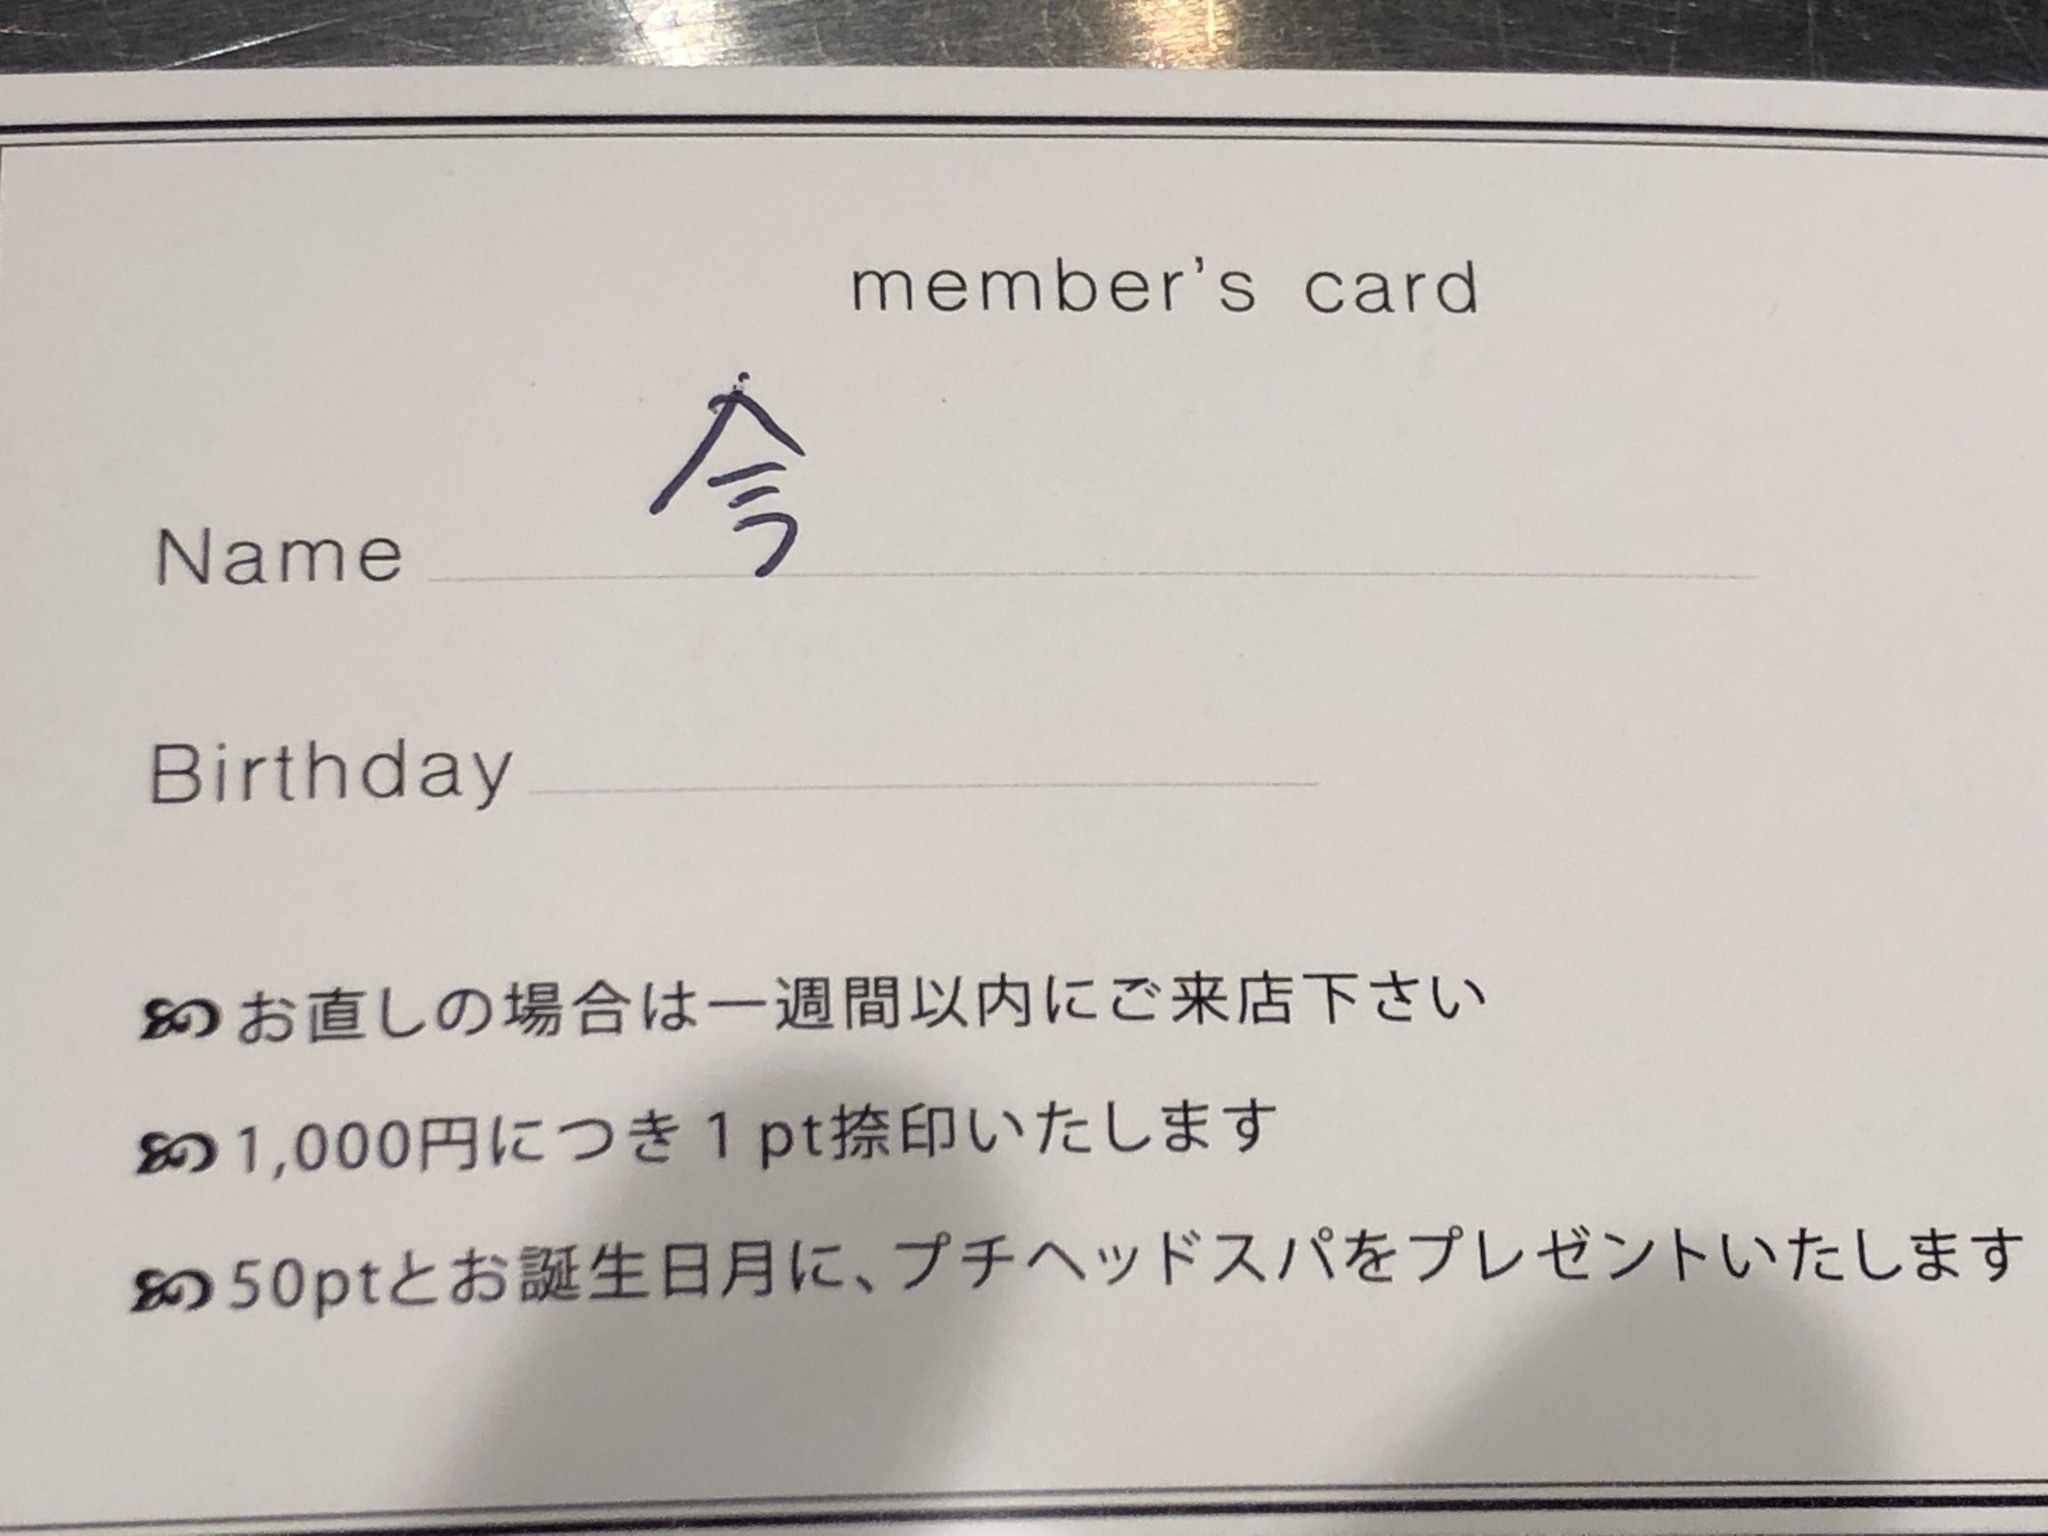 member's card
Name 今
Birthday
お直しの場合は一週間以内にご来店下さい
1,000円につき1pt捺印いたします
50ptとお誕生日月に、プチヘッドスパをプレゼントいたします